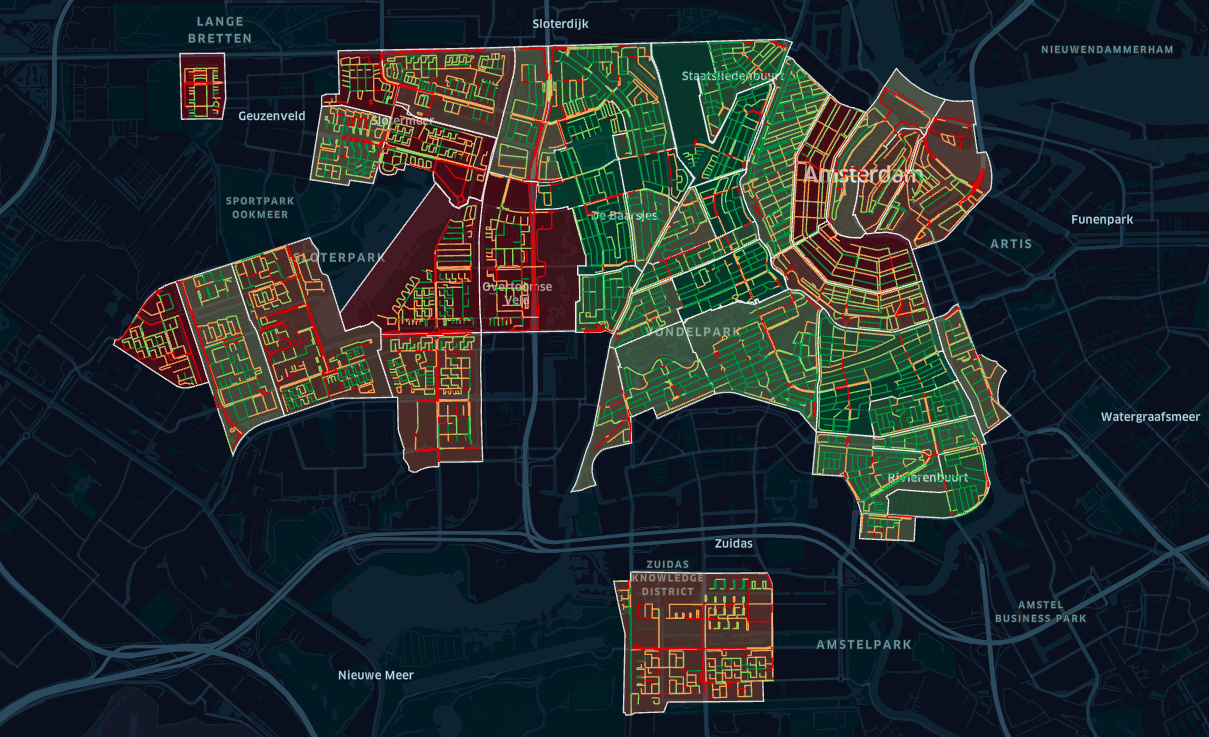 Sloterdijk
LANGE
BRETTEN
NIEUWENDAMMERHAM
Staatsliedenbuurt
Geuzenveld
Slotermeer
Amsterdam
SPORTPARK
OOKMEER
De Baarsjes
Funenpark
ARTIS
SLOTERPARK
Overtoomse
Veld
VONDELPARK
Watergraafsmeer
Rivierenbuurt
Zuidas
ZUIDAS
KNOWLEDGE
DISTRICT
AMSTEL
BUSINESS PARK
AMSTELPARK
Nieuwe Meer